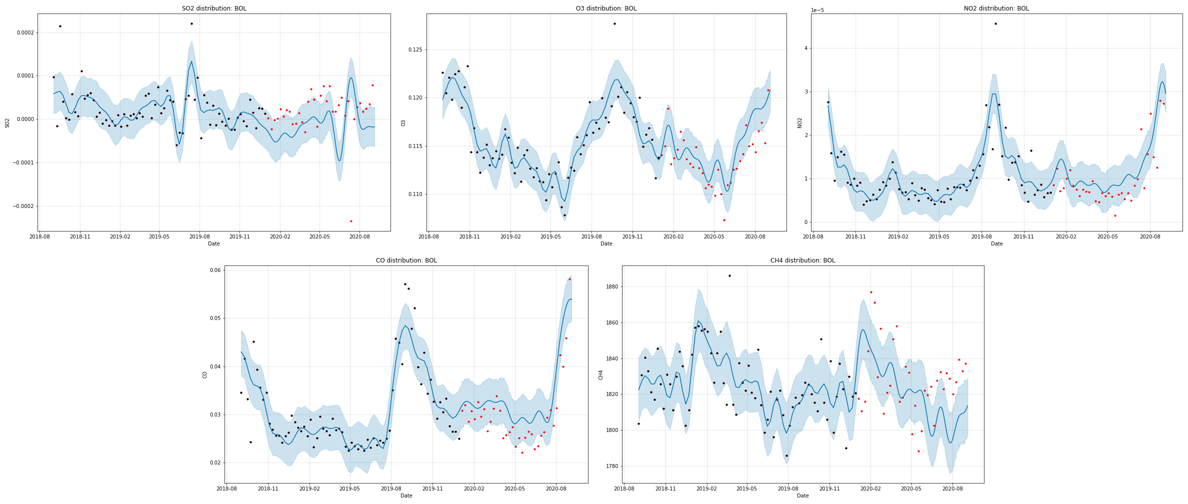 SO2 distribution: BOL
0.0002
0.0001
0.0000
−0.0001
−0.0002
SO2
2018-08 2018-11 2019-02 2019-05 2019-08 2019-11 2020-02 2020-05 2020-08
Date
O3 distribution: BOL
0.125
0.120
0.115
0.110
O3
2018-08 2018-11 2019-02 2019-05 2019-08 2019-11 2020-02 2020-05 2020-08
Date
NO2 distribution: BOL
1e−5
4
3
2
1
0
NO2
2018-08 2018-11 2019-02 2019-05 2019-08 2019-11 2020-02 2020-05 2020-08
Date
CO distribution: BOL
0.06
0.05
0.04
0.03
0.02
CO
2018-08 2018-11 2019-02 2019-05 2019-08 2019-11 2020-02 2020-05 2020-08
Date
CH4 distribution: BOL
1880
1860
1840
1820
1800
1780
CH4
2018-08 2018-11 2019-02 2019-05 2019-08 2019-11 2020-02 2020-05 2020-08
Date